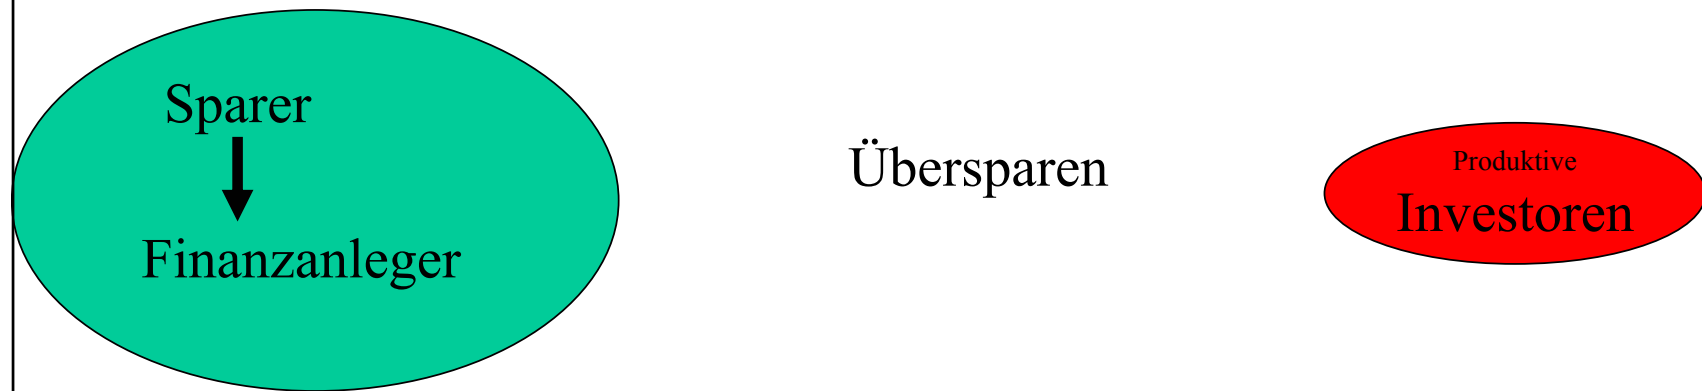 Sparer
Finanzanleger
Übersparen
Produktive
Investoren